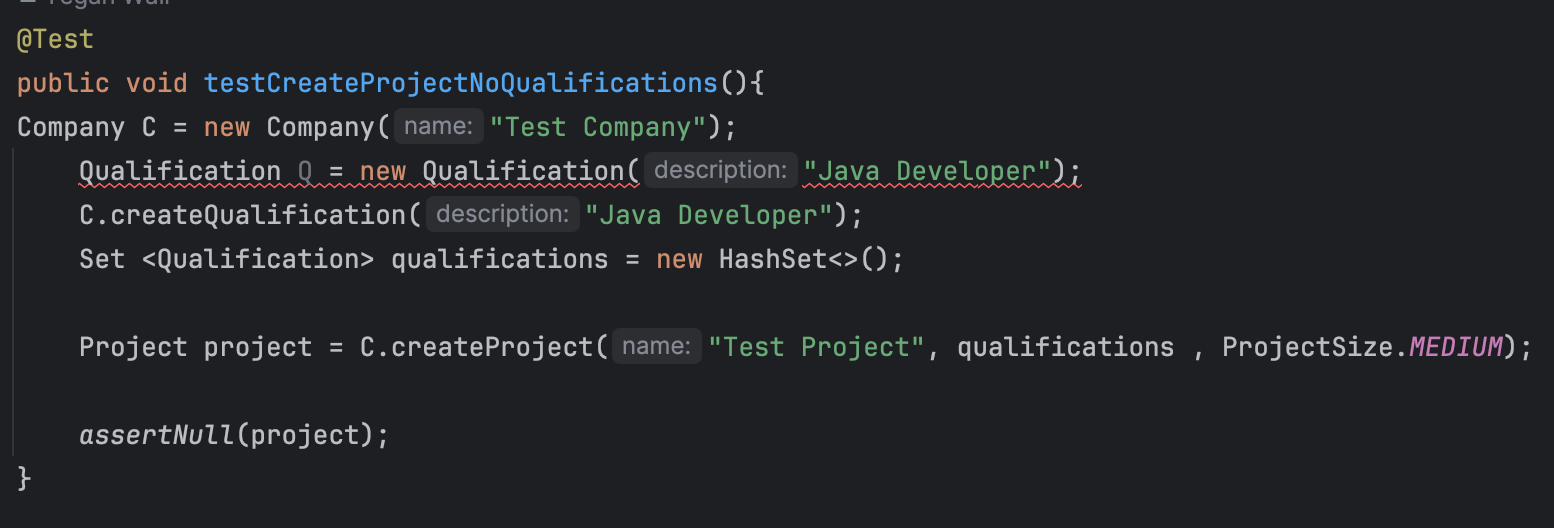 @Test
public void testCreateProjectNoQualifications(){
Company C = new Company( name: "Test Company");
    Qualification Q = new Qualification( description: "Java Developer");
    C.createQualification( description: "Java Developer");
    Set <Qualification> qualifications = new HashSet<>();
    Project project = C.createProject( name: "Test Project", qualifications , ProjectSize.MEDIUM);
    assertNull(project);
}